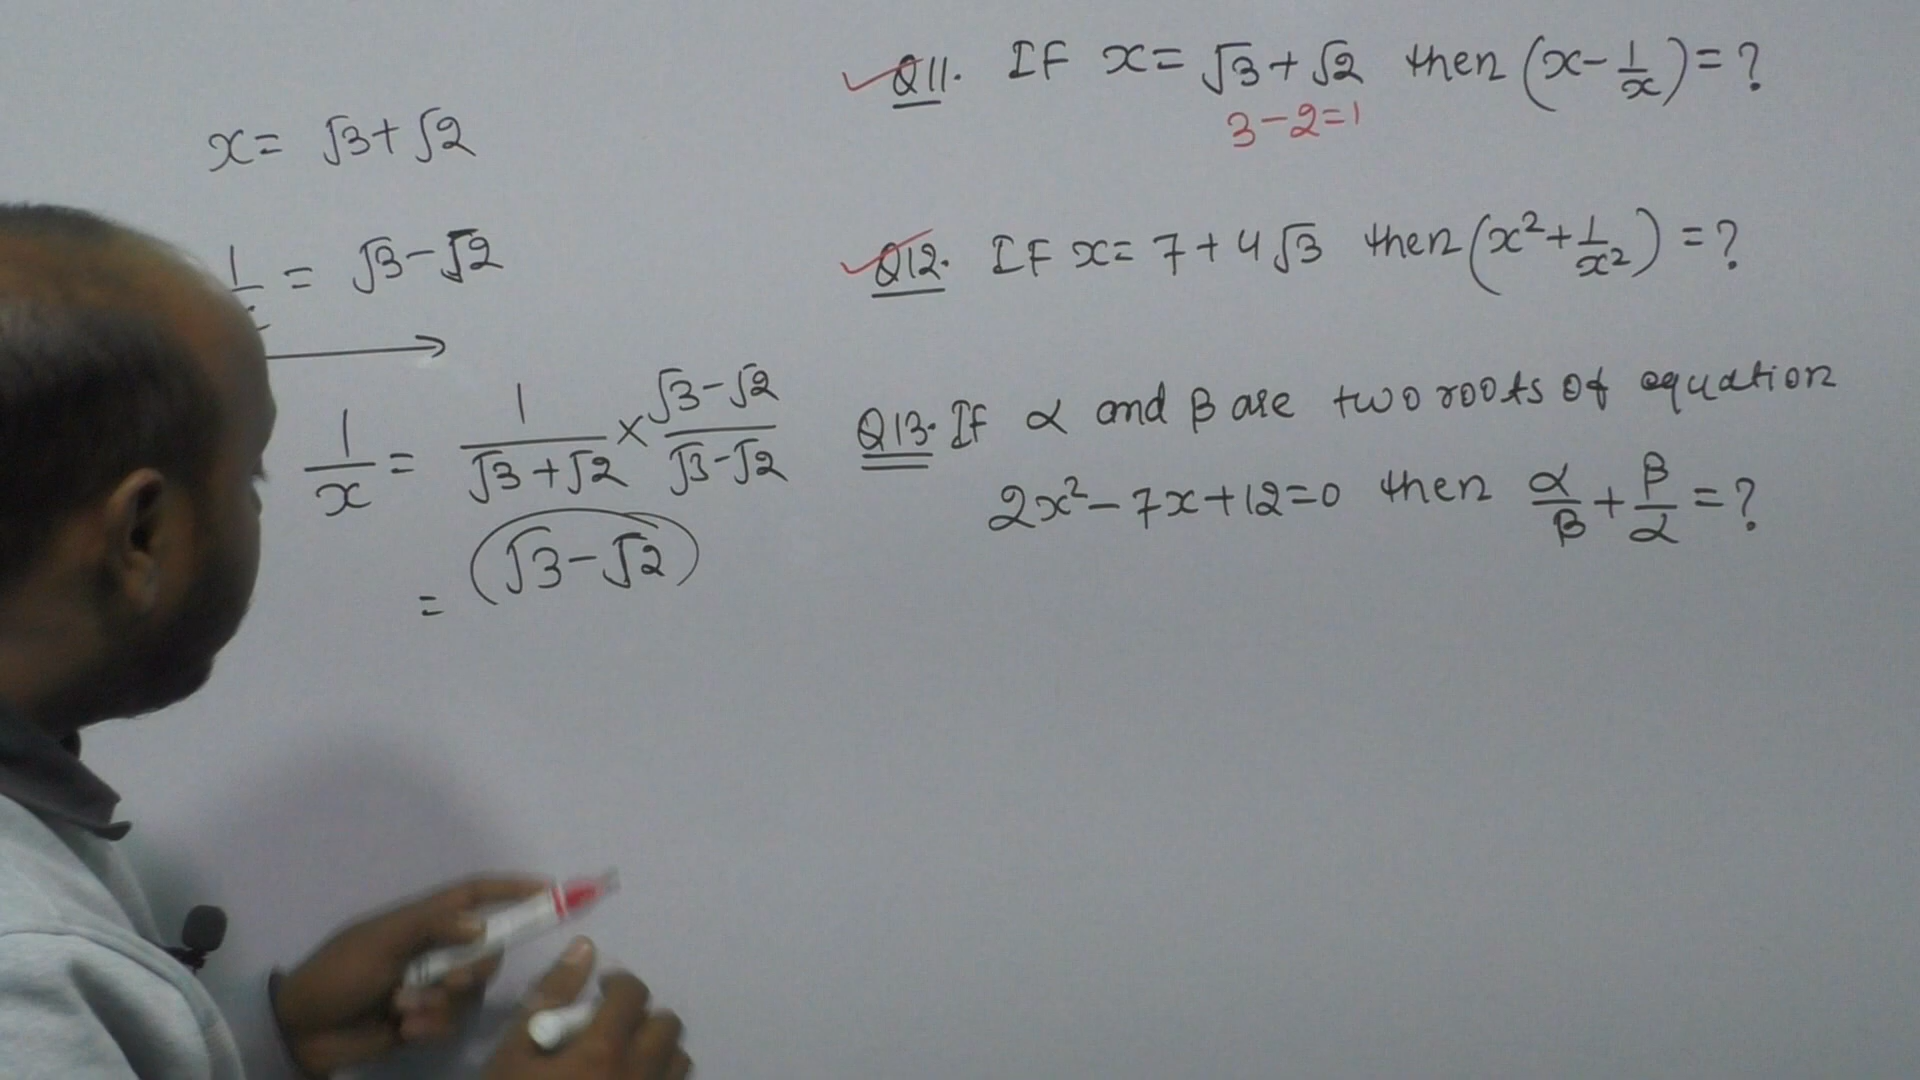 x = √3 + √2
1 = √3 - √2
1/x = 1/(√3 + √2) × (√3 - √2)/(√3 - √2)
= (√3 - √2)
Q11. If x = √3 + √2 then (x - 1/x) = ?
3 - 2 = 1
Q12. If x = 7 + 4√3 then (x² + 1/x²) = ?
Q13. If α and β are two roots of equation
2x² - 7x + 12 = 0 then α/β + β/α = ?